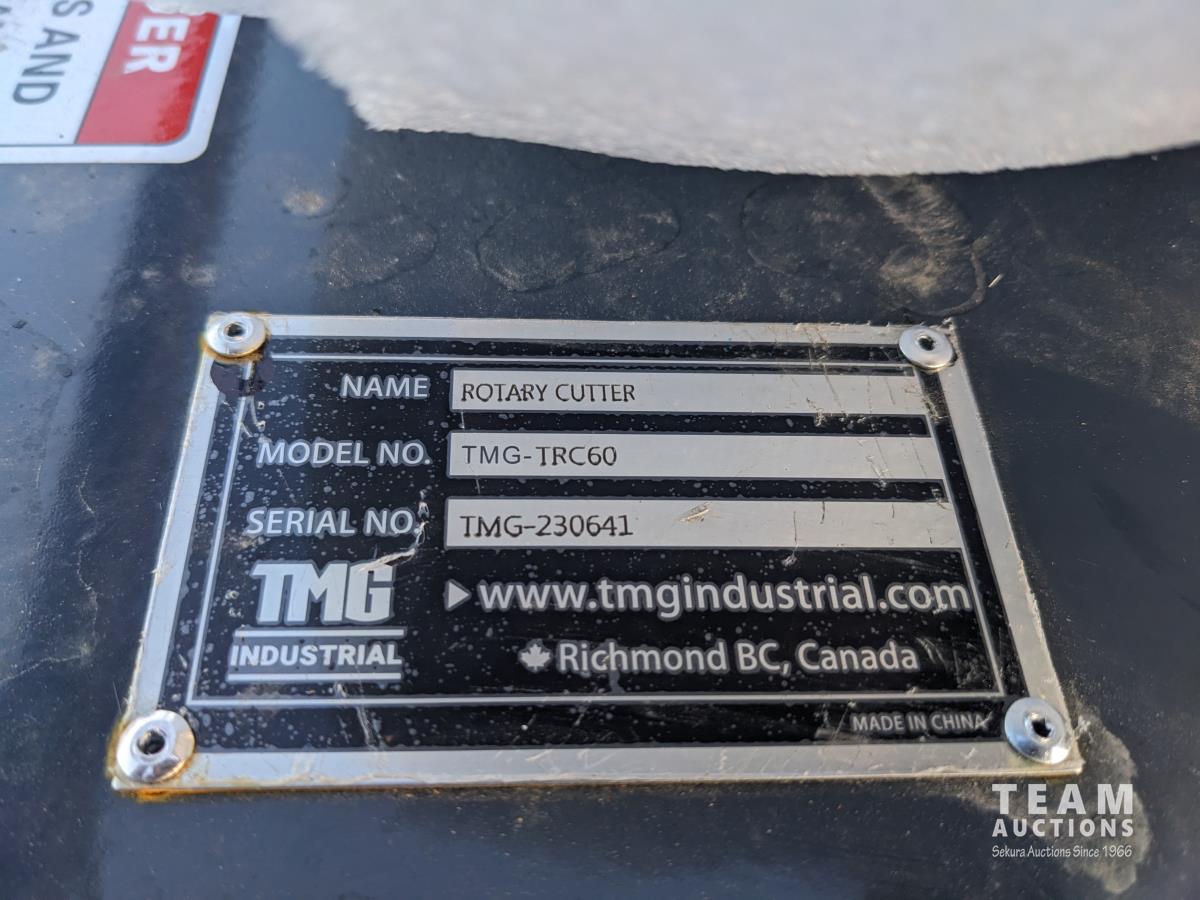 ER
S AND
NAME ROTARY CUTTER
MODEL NO. TMG-TRC60
SERIAL NO. TMG-230641
TMG
INDUSTRIAL
www.tmgindustrial.com
Richmond BC, Canada
MADE IN CHINA
TEAM
AUCTIONS
Sekura Auctions Since 1966